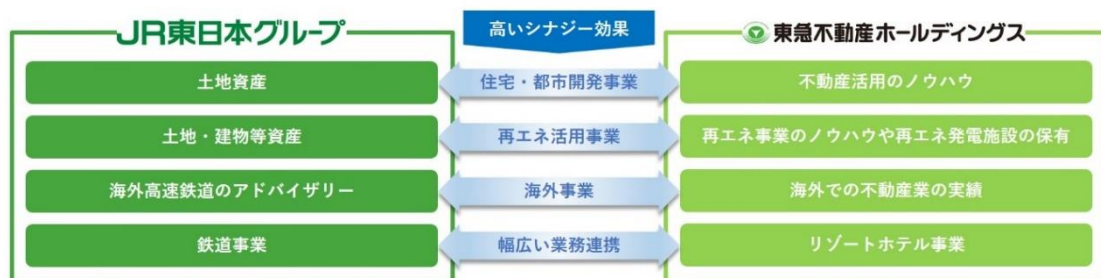 JR東日本グループ
高いシナジー効果
東急不動産ホールディングス
土地資産
住宅・都市開発事業
不動産活用のノウハウ
土地・建物等資産
再エネ活用事業
再エネ事業のノウハウや再エネ発電施設の保有
海外高速鉄道のアドバイザリー
海外事業
海外での不動産業の実績
鉄道事業
幅広い業務連携
リゾートホテル事業